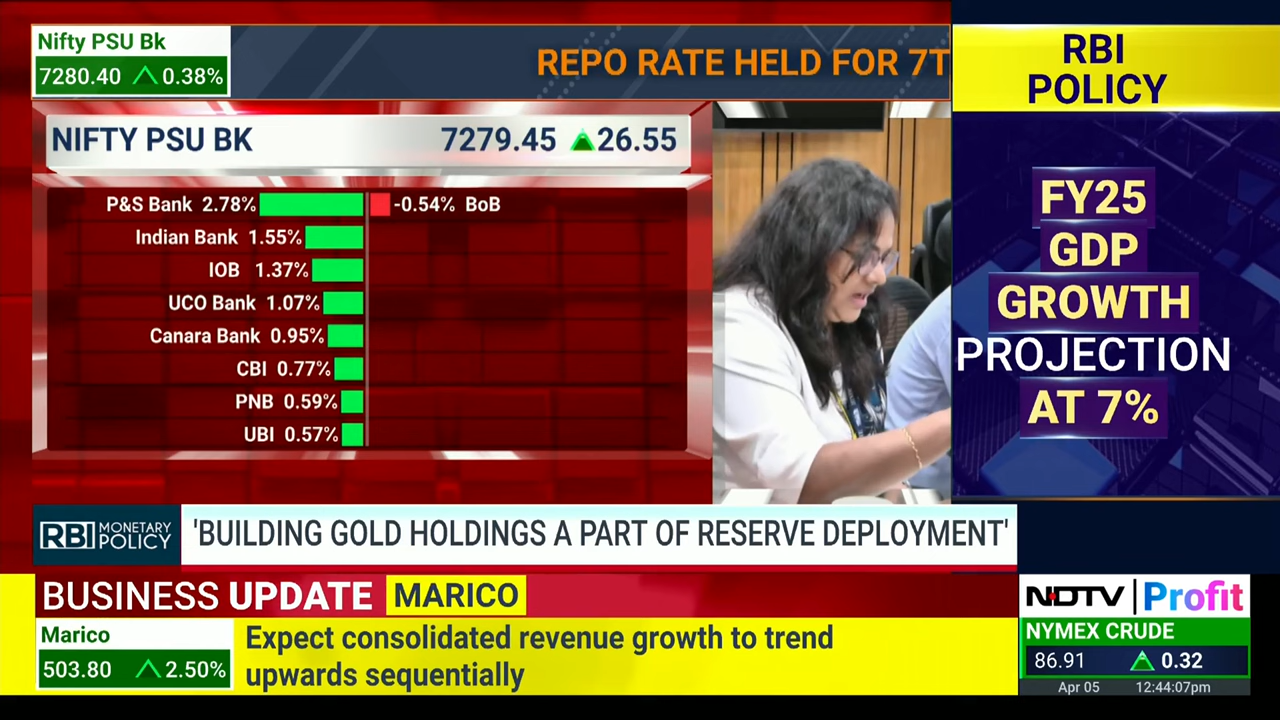 Nifty PSU Bk
7280.40 0.38%
REPO RATE HELD FOR 7T
RBI
POLICY
NIFTY PSU BK 7279.45 26.55
P&S Bank 2.78% -0.54% BoB
Indian Bank 1.55%
IOB 1.37%
UCO Bank 1.07%
Canara Bank 0.95%
CBI 0.77%
PNB 0.59%
UBI 0.57%
FY25
GDP
GROWTH
PROJECTION
AT 7%
RBI MONETARY
POLICY
'BUILDING GOLD HOLDINGS A PART OF RESERVE DEPLOYMENT'
BUSINESS UPDATE MARICO
Marico
503.80 2.50%
Expect consolidated revenue growth to trend
upwards sequentially
NDTV Profit
NYMEX CRUDE
86.91 0.32
Apr 05 12:44:07pm